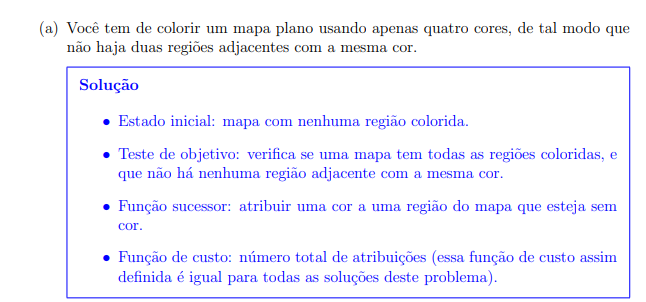 (a) Você tem de colorir um mapa plano usando apenas quatro cores, de tal modo que
não haja duas regiões adjacentes com a mesma cor.
Solução
• Estado inicial: mapa com nenhuma região colorida.
• Teste de objetivo: verifica se uma mapa tem todas as regiões coloridas, e
que não há nenhuma região adjacente com a mesma cor.
• Função sucessor: atribuir uma cor a uma região do mapa que esteja sem
cor.
• Função de custo: número total de atribuições (essa função de custo assim
definida é igual para todas as soluções deste problema).